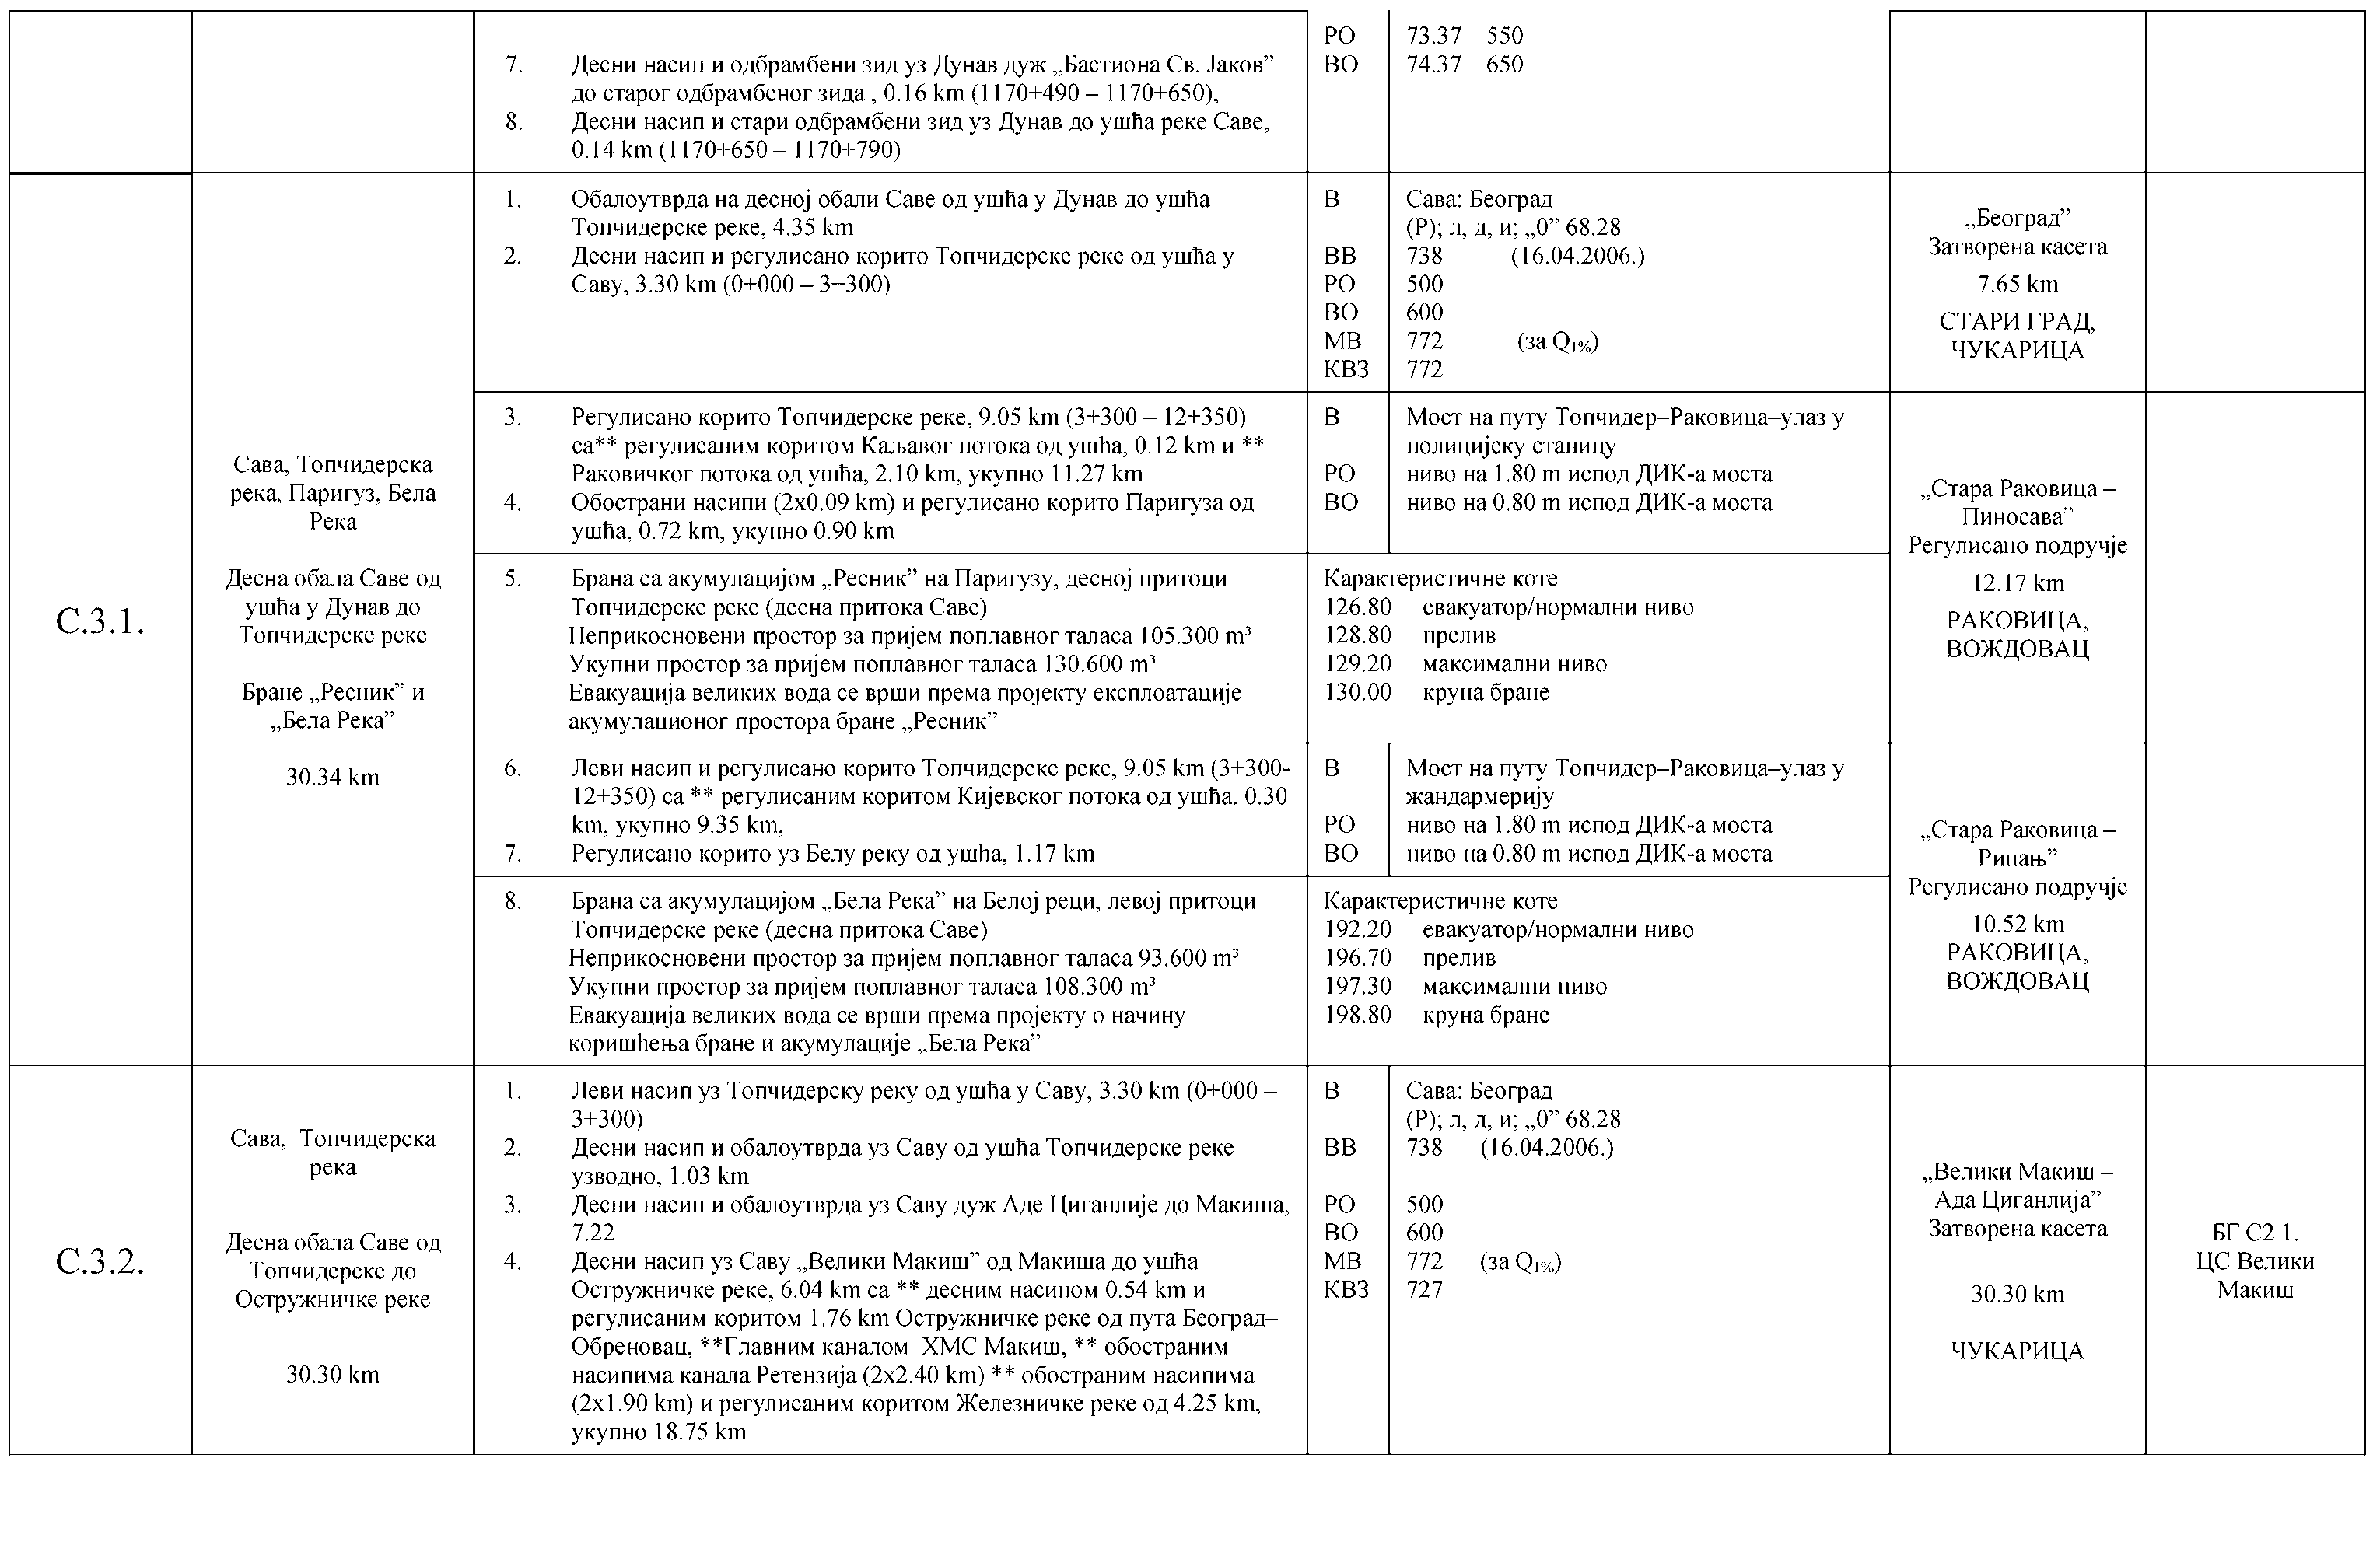 7. Десни насип и одбрамбени зид уз Дунав дуж „Бастиона Св. Јаков”
до старог одбрамбеног зида , 0.16 km (1170+490 – 1170+650),
8. Десни насип и стари одбрамбени зид уз Дунав до ушћа реке Саве,
0.14 km (1170+650 – 1170+790)
РО 73.37 550
ВО 74.37 650
С.3.1.
Сава, Топчидерска
река, Паригуз, Бела
Река
Десна обала Саве од
ушћа у Дунав до
Топчидерске реке
Бране „Ресник” и
„Бела Река”
30.34 km
1. Обалоутврда на десној обали Саве од ушћа у Дунав до ушћа
Топчидерске реке, 4.35 km
2. Десни насип и регулисано корито Топчидерске реке од ушћа у
Саву, 3.30 km (0+000 – 3+300)
В Сава: Београд
(Р); л, д, и; „0” 68.28
ВВ 738 (16.04.2006.)
РО 500
ВО 600
МВ 772 (за Q1%)
КВЗ 772
„Београд”
Затворена касета
7.65 km
СТАРИ ГРАД,
ЧУКАРИЦА
3. Регулисано корито Топчидерске реке, 9.05 km (3+300 – 12+350)
са** регулисаним коритом Каљавог потока од ушћа, 0.12 km и **
Раковичког потока од ушћа, 2.10 km, укупно 11.27 km
4. Обострани насипи (2x0.09 km) и регулисано корито Паригуза од
ушћа, 0.72 km, укупно 0.90 km
В Мост на путу Топчидер–Раковица–улаз у
полицијску станицу
РО ниво на 1.80 m испод ДИК-а моста
ВО ниво на 0.80 m испод ДИК-а моста
5. Брана са акумулацијом „Ресник” на Паригузу, десној притоци
Топчидерске реке (десна притока Саве)
Неприкосновени простор за пријем поплавног таласа 105.300 m³
Укупни простор за пријем поплавног таласа 130.600 m³
Евакуација великих вода се врши према пројекту експлоатације
акумулационог простора бране „Ресник”
Карактеристичне коте
126.80 евакуатор/нормални ниво
128.80 прелив
129.20 максимални ниво
130.00 круна бране
„Стара Раковица –
Пиносава”
Регулисано подручје
12.17 km
РАКОВИЦА,
ВОЖДОВАЦ
6. Леви насип и регулисано корито Топчидерске реке, 9.05 km (3+300-
12+350) са ** регулисаним коритом Кијевског потока од ушћа, 0.30
km, укупно 9.35 km,
7. Регулисано корито уз Белу реку од ушћа, 1.17 km
В Мост на путу Топчидер–Раковица–улаз у
жандармерију
РО ниво на 1.80 m испод ДИК-а моста
ВО ниво на 0.80 m испод ДИК-а моста
8. Брана са акумулацијом „Бела Река” на Белој реци, левој притоци
Топчидерске реке (десна притока Саве)
Неприкосновени простор за пријем поплавног таласа 93.600 m³
Укупни простор за пријем поплавног таласа 108.300 m³
Евакуација великих вода се врши према пројекту о начину
коришћења бране и акумулације „Бела Река”
Карактеристичне коте
192.20 евакуатор/нормални ниво
196.70 прелив
197.30 максимални ниво
198.80 круна бране
„Стара Раковица –
Рипањ”
Регулисано подручје
10.52 km
РАКОВИЦА,
ВОЖДОВАЦ
С.3.2.
Сава, Топчидерска
река
Десна обала Саве од
Топчидерске до
Остружничке реке
30.30 km
1. Леви насип уз Топчидерску реку од ушћа у Саву, 3.30 km (0+000 –
3+300)
2. Десни насип и обалоутврда уз Саву од ушћа Топчидерске реке
узводно, 1.03 km
3. Десни насип и обалоутврда уз Саву дуж Аде Циганлије до Макиша,
7.22
4. Десни насип уз Саву „Велики Макиш” од Макиша до ушћа
Остружничке реке, 6.04 km са ** десним насипом 0.54 km и
регулисаним коритом 1.76 km Остружничке реке од пута Београд–
Обреновац, **Главним каналом ХМС Макиш, ** обостраним
насипима канала Ретензија (2x2.40 km) ** обостраним насипима
(2x1.90 km) и регулисаним коритом Железничке реке од 4.25 km,
укупно 18.75 km
В Сава: Београд
(Р); л, д, и; „0” 68.28
ВВ 738 (16.04.2006.)
РО 500
ВО 600
МВ 772 (за Q1%)
КВЗ 727
„Велики Макиш –
Ада Циганлија”
Затворена касета
30.30 km
ЧУКАРИЦА
БГ С2 1.
ЦС Велики
Макиш